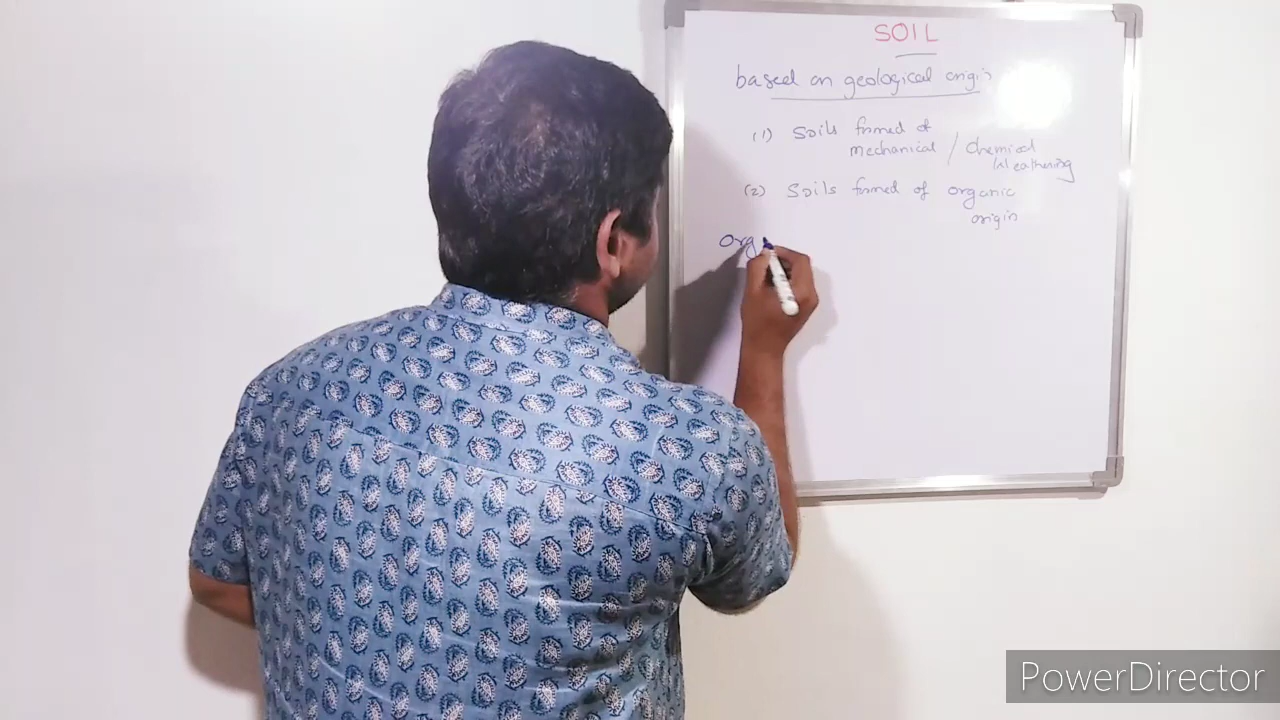 SOIL
based on geological origin
(1) Soils formed of
mechanical / Chemical
Weathering
(2) Soils formed of organic
origin
Org
PowerDirector